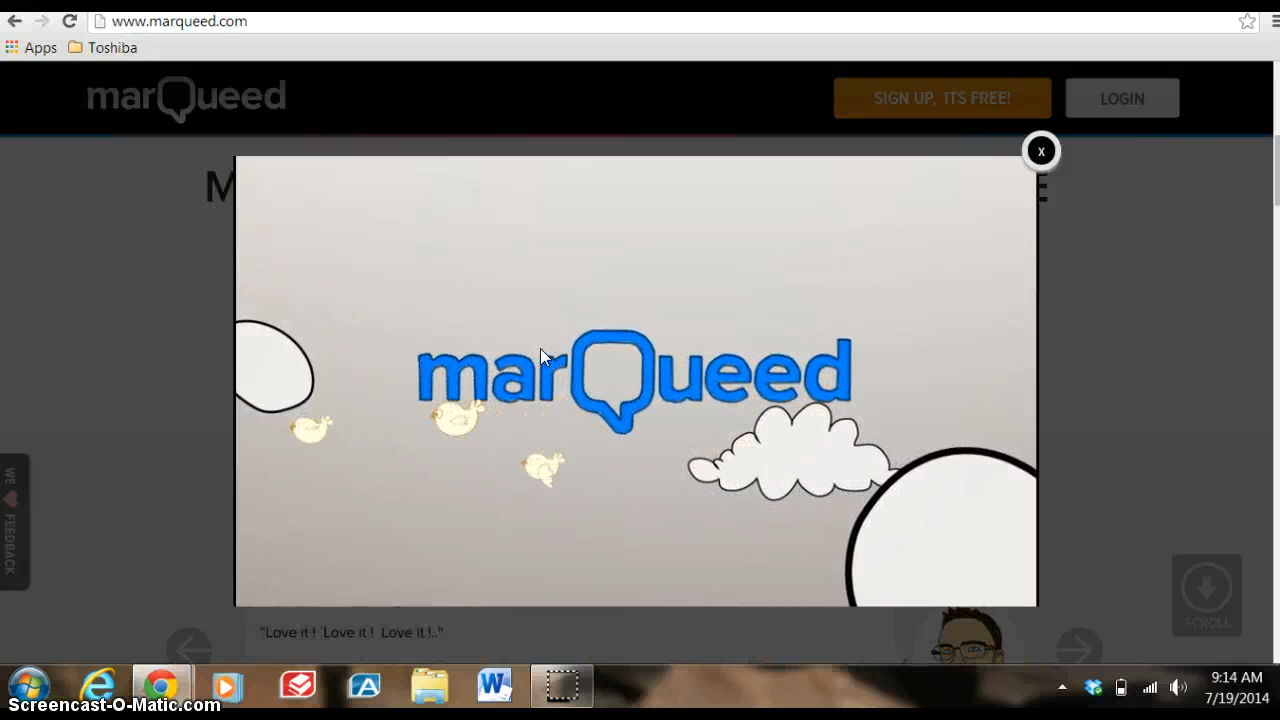 www.marqueed.com
Apps Toshiba
marQueed
SIGN UP, ITS FREE!
LOGIN
x
M
E
marQueed
WE
FEEDBACK
SCROLL
"Love it ! Love it ! Love it !.."
9:14 AM
7/19/2014
Screencast-O-Matic.com